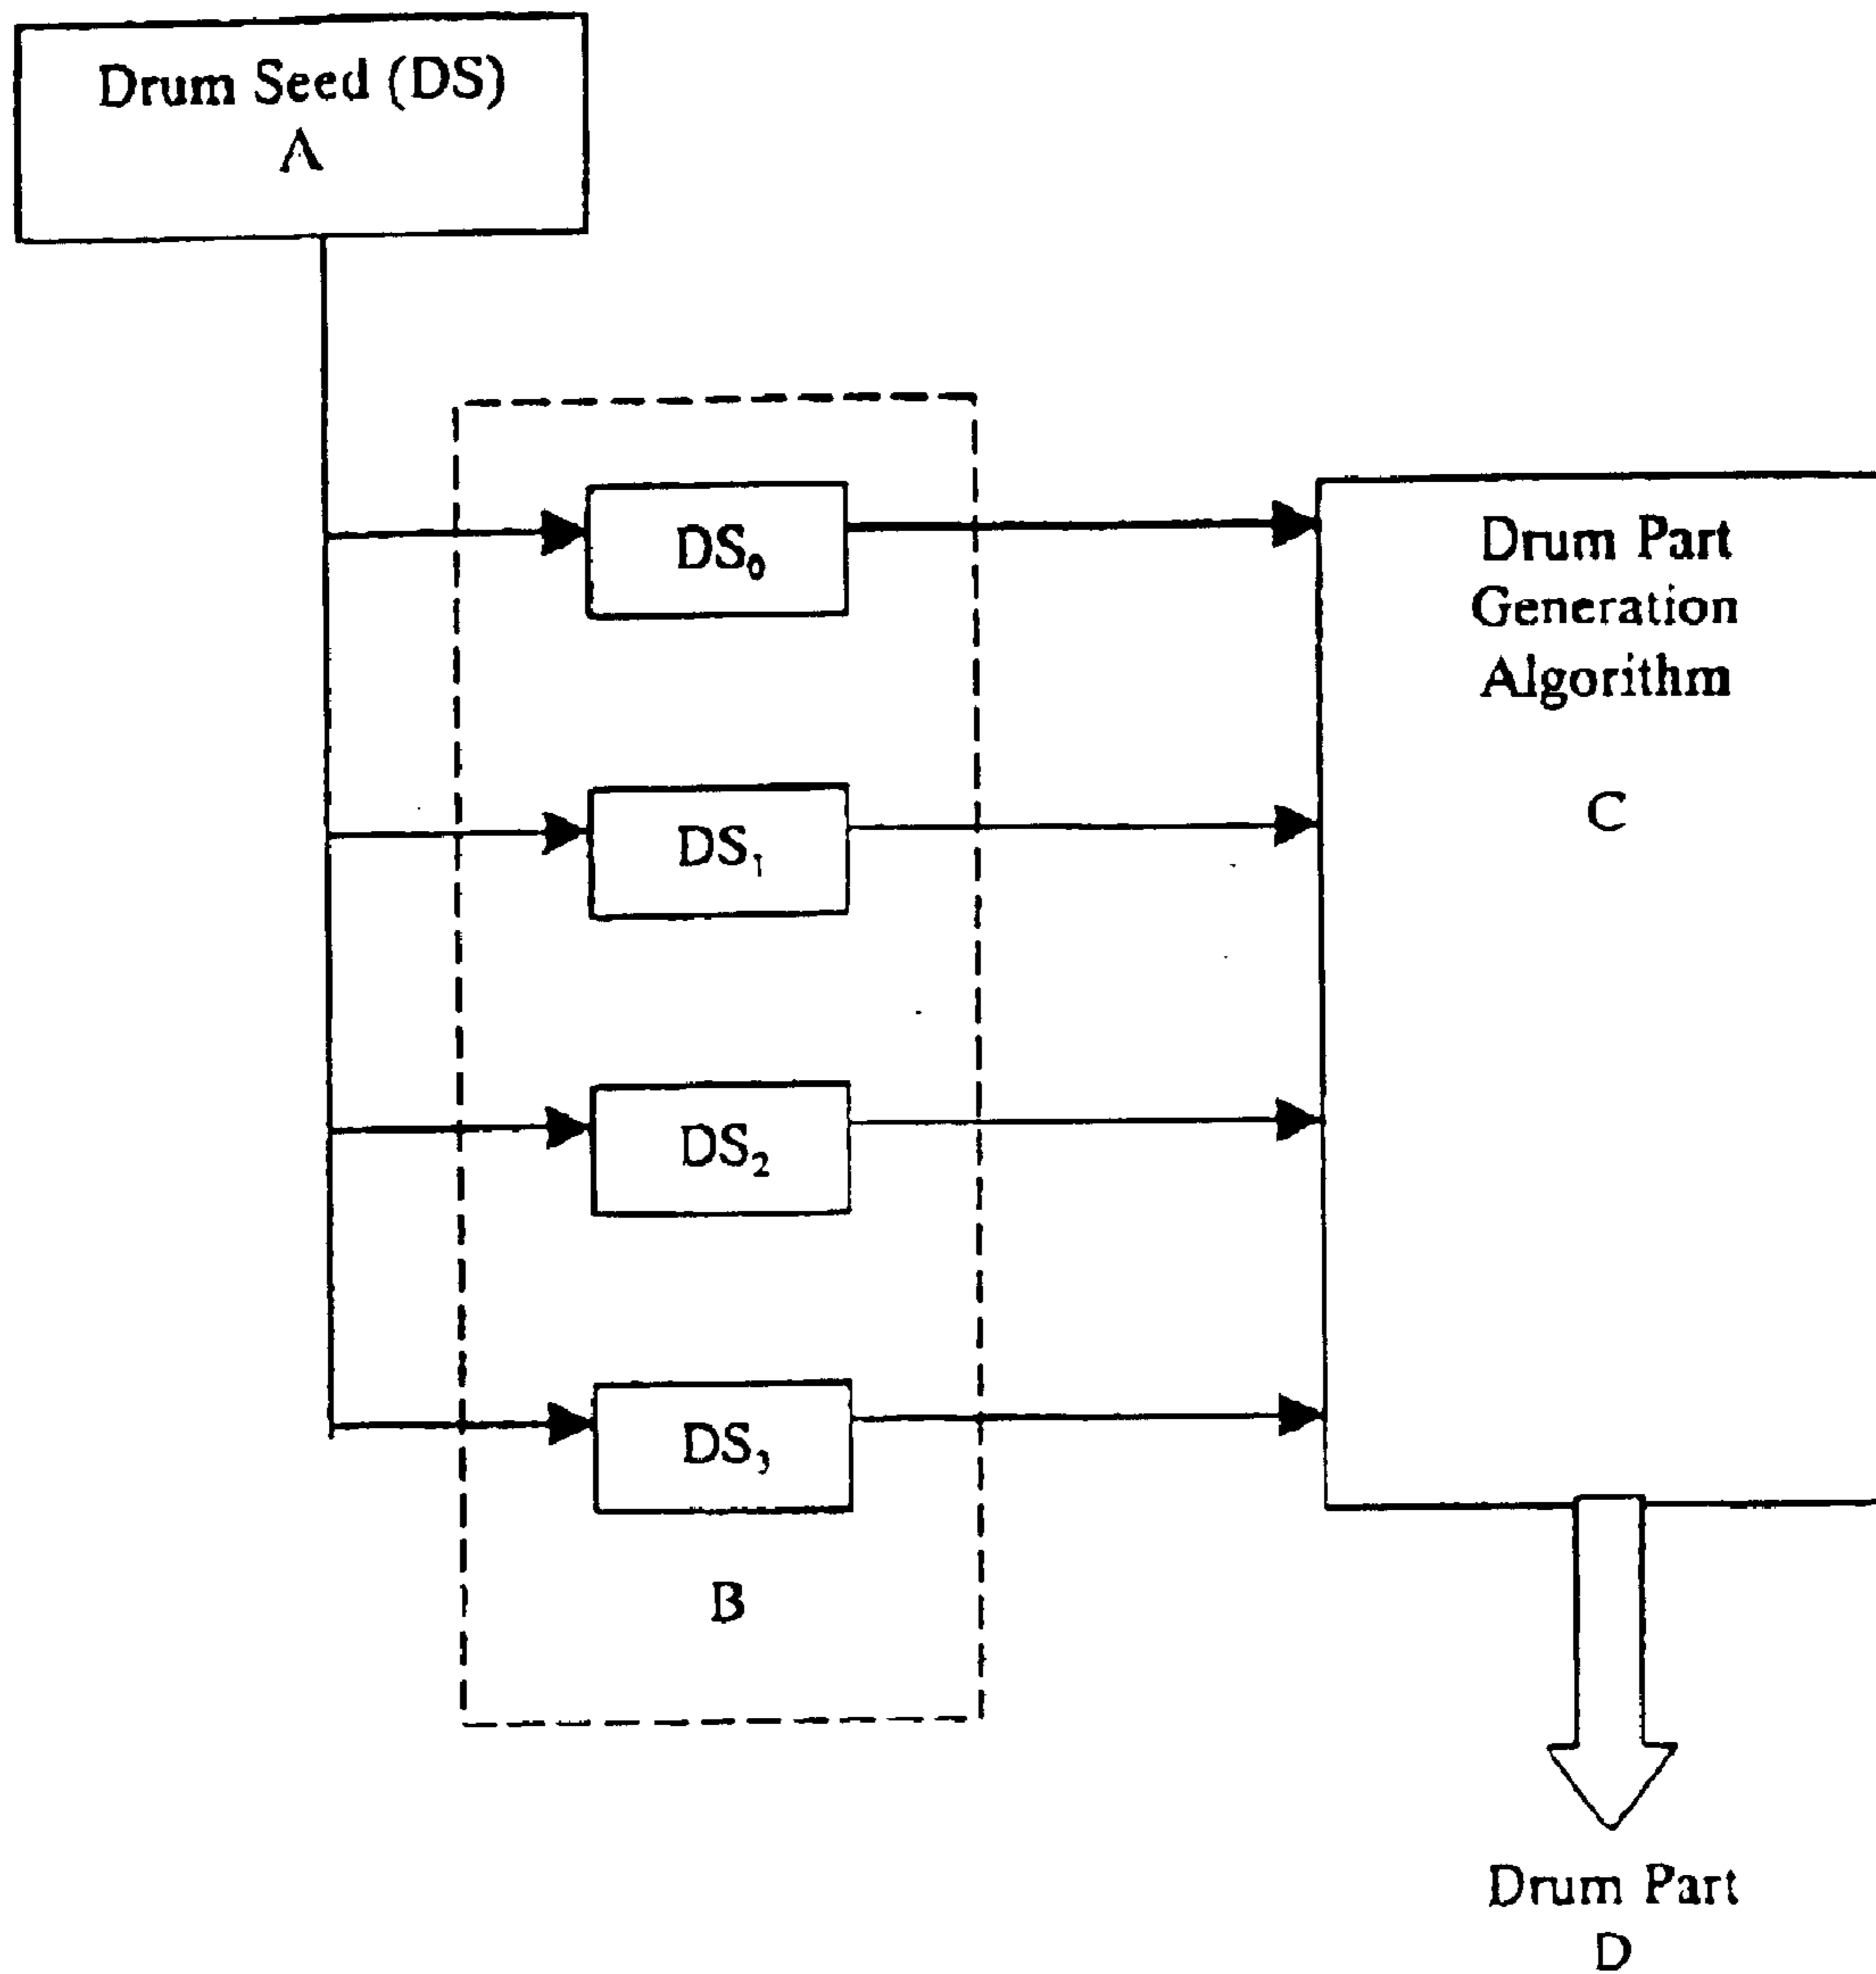 Drum Seed (DS)
A
DS₀
DS₁
DS₂
DS₃
B
Drum Part
Generation
Algorithm
C
Drum Part
D